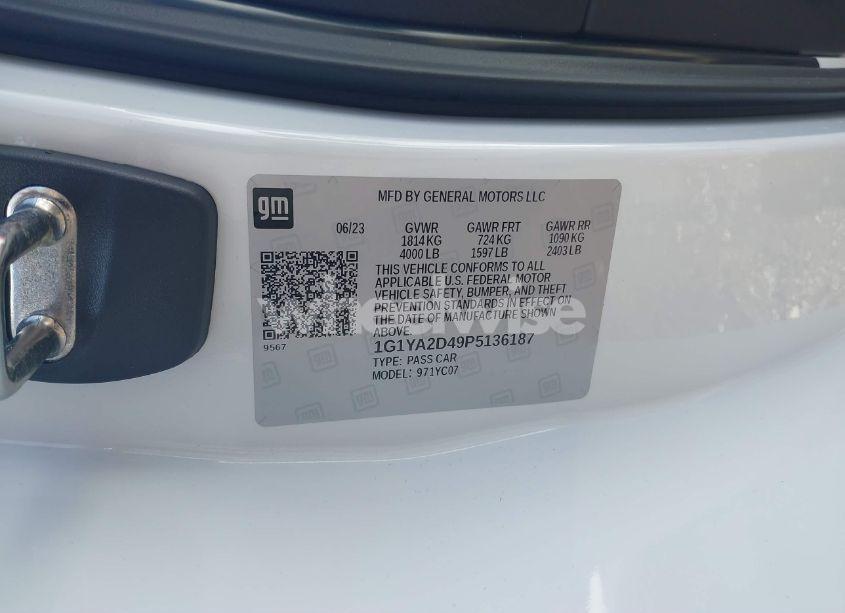 MFD BY GENERAL MOTORS LLC
gm
06/23 GVWR GAWR FRT GAWR RR
1814 KG 724 KG 1090 KG
4000 LB 1597 LB 2403 LB
THIS VEHICLE CONFORMS TO ALL
APPLICABLE U.S. FEDERAL MOTOR
VEHICLE SAFETY, BUMPER, AND THEFT
PREVENTION STANDARDS IN EFFECT ON
THE DATE OF MANUFACTURE SHOWN
ABOVE.
9567
1G1YA2D49P5136187
TYPE: PASS CAR
MODEL: 971YC07
wheelwise